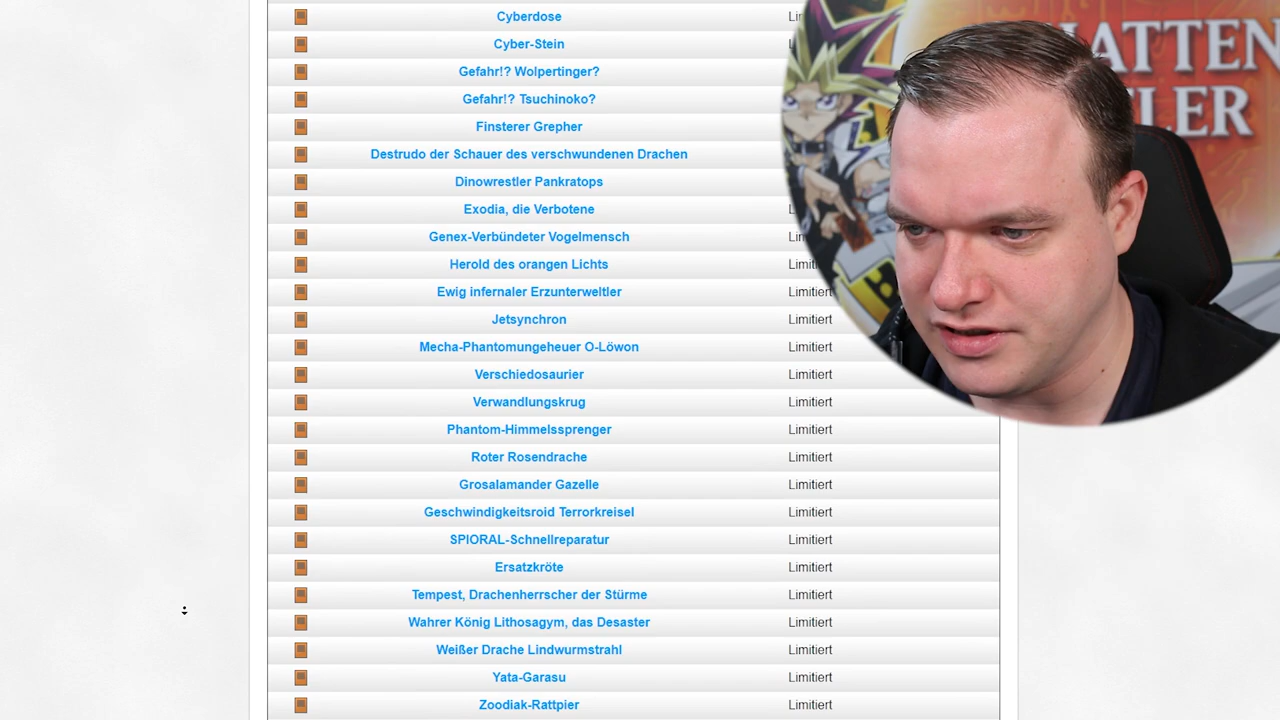 Cyberdose
Cyber-Stein
Gefahr!? Wolpertinger?
Gefahr!? Tsuchinoko?
Finsterer Grepher
Destrudo der Schauer des verschwundenen Drachen
Dinowrestler Pankratops
Exodia, die Verbotene
Genex-Verbündeter Vogelmensch
Herold des orangen Lichts
Ewig infernaler Erzunterweltler Limitiert
Jetsynchron Limitiert
Mecha-Phantomungeheuer O-Löwon Limitiert
Verschiedosaurier Limitiert
Verwandlungskrug Limitiert
Phantom-Himmelssprenger Limitiert
Roter Rosendrache Limitiert
Grosalamander Gazelle Limitiert
Geschwindigkeitsroid Terrorkreisel Limitiert
SPIORAL-Schnellreparatur Limitiert
Ersatzkröte Limitiert
Tempest, Drachenherrscher der Stürme Limitiert
Wahrer König Lithosagym, das Desaster Limitiert
Weißer Drache Lindwurmstrahl Limitiert
Yata-Garasu Limitiert
Zoodiak-Rattpier Limitiert